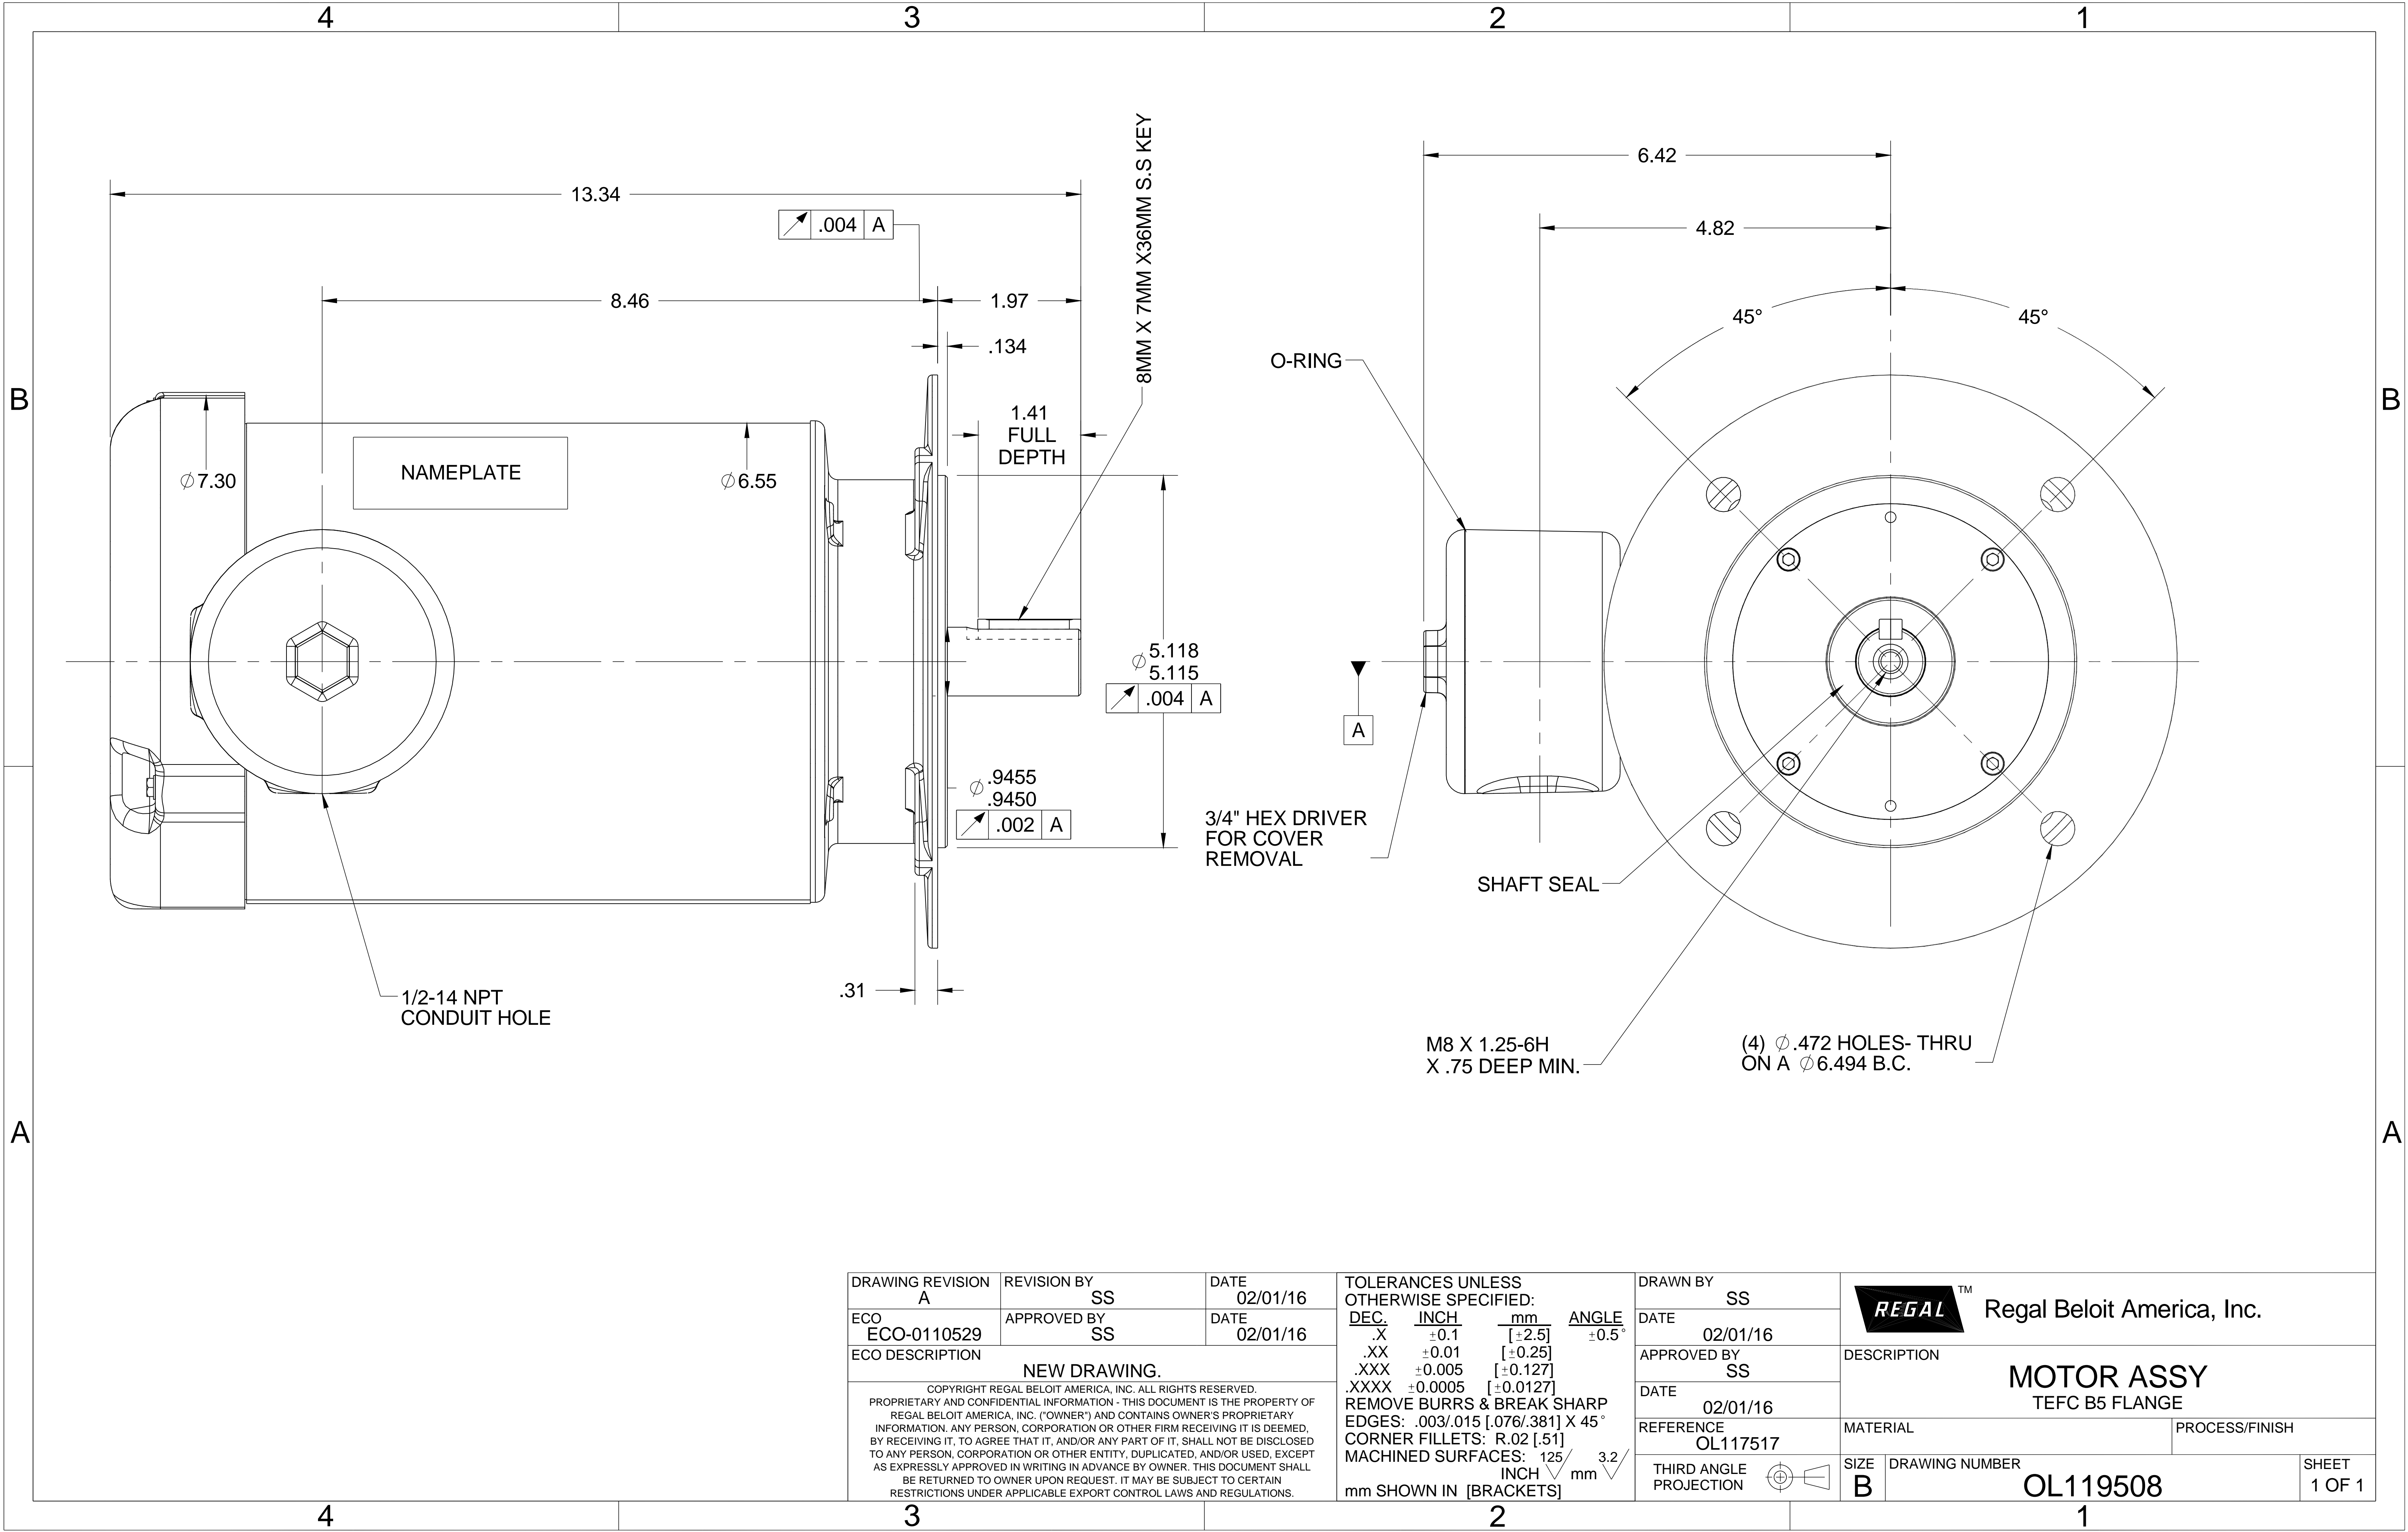 4
3
2
1
B
B
A
A
13.34
.004 A
8.46
1.97
.134
8MM X 7MM X36MM S.S KEY
1.41
FULL
DEPTH
∅7.30
NAMEPLATE
∅6.55
∅ 5.118
5.115
.004 A
∅ .9455
.9450
.002 A
.31
1/2-14 NPT
CONDUIT HOLE
6.42
4.82
45°
45°
O-RING
A
3/4" HEX DRIVER
FOR COVER
REMOVAL
SHAFT SEAL
M8 X 1.25-6H
X .75 DEEP MIN.
(4) ∅.472 HOLES- THRU
ON A ∅6.494 B.C.
DRAWING REVISION
A
REVISION BY
SS
DATE
02/01/16
ECO
ECO-0110529
APPROVED BY
SS
DATE
02/01/16
ECO DESCRIPTION
NEW DRAWING.
COPYRIGHT REGAL BELOIT AMERICA, INC. ALL RIGHTS RESERVED.
PROPRIETARY AND CONFIDENTIAL INFORMATION - THIS DOCUMENT IS THE PROPERTY OF
REGAL BELOIT AMERICA, INC. ("OWNER") AND CONTAINS OWNER'S PROPRIETARY
INFORMATION. ANY PERSON, CORPORATION OR OTHER FIRM RECEIVING IT IS DEEMED,
BY RECEIVING IT, TO AGREE THAT IT, AND/OR ANY PART OF IT, SHALL NOT BE DISCLOSED
TO ANY PERSON, CORPORATION OR OTHER ENTITY, DUPLICATED, AND/OR USED, EXCEPT
AS EXPRESSLY APPROVED IN WRITING IN ADVANCE BY OWNER. THIS DOCUMENT SHALL
BE RETURNED TO OWNER UPON REQUEST. IT MAY BE SUBJECT TO CERTAIN
RESTRICTIONS UNDER APPLICABLE EXPORT CONTROL LAWS AND REGULATIONS.
TOLERANCES UNLESS
OTHERWISE SPECIFIED:
DEC. INCH mm ANGLE
.X ±0.1 [±2.5] ±0.5°
.XX ±0.01 [±0.25]
.XXX ±0.005 [±0.127]
.XXXX ±0.0005 [±0.0127]
REMOVE BURRS & BREAK SHARP
EDGES: .003/.015 [.076/.381] X 45°
CORNER FILLETS: R.02 [.51]
MACHINED SURFACES: 125 3.2
INCH mm
mm SHOWN IN [BRACKETS]
DRAWN BY
SS
DATE
02/01/16
APPROVED BY
SS
DATE
02/01/16
REFERENCE
OL117517
THIRD ANGLE
PROJECTION
REGAL TM Regal Beloit America, Inc.
DESCRIPTION
MOTOR ASSY
TEFC B5 FLANGE
MATERIAL
PROCESS/FINISH
SIZE
B
DRAWING NUMBER
OL119508
SHEET
1 OF 1
4
3
2
1